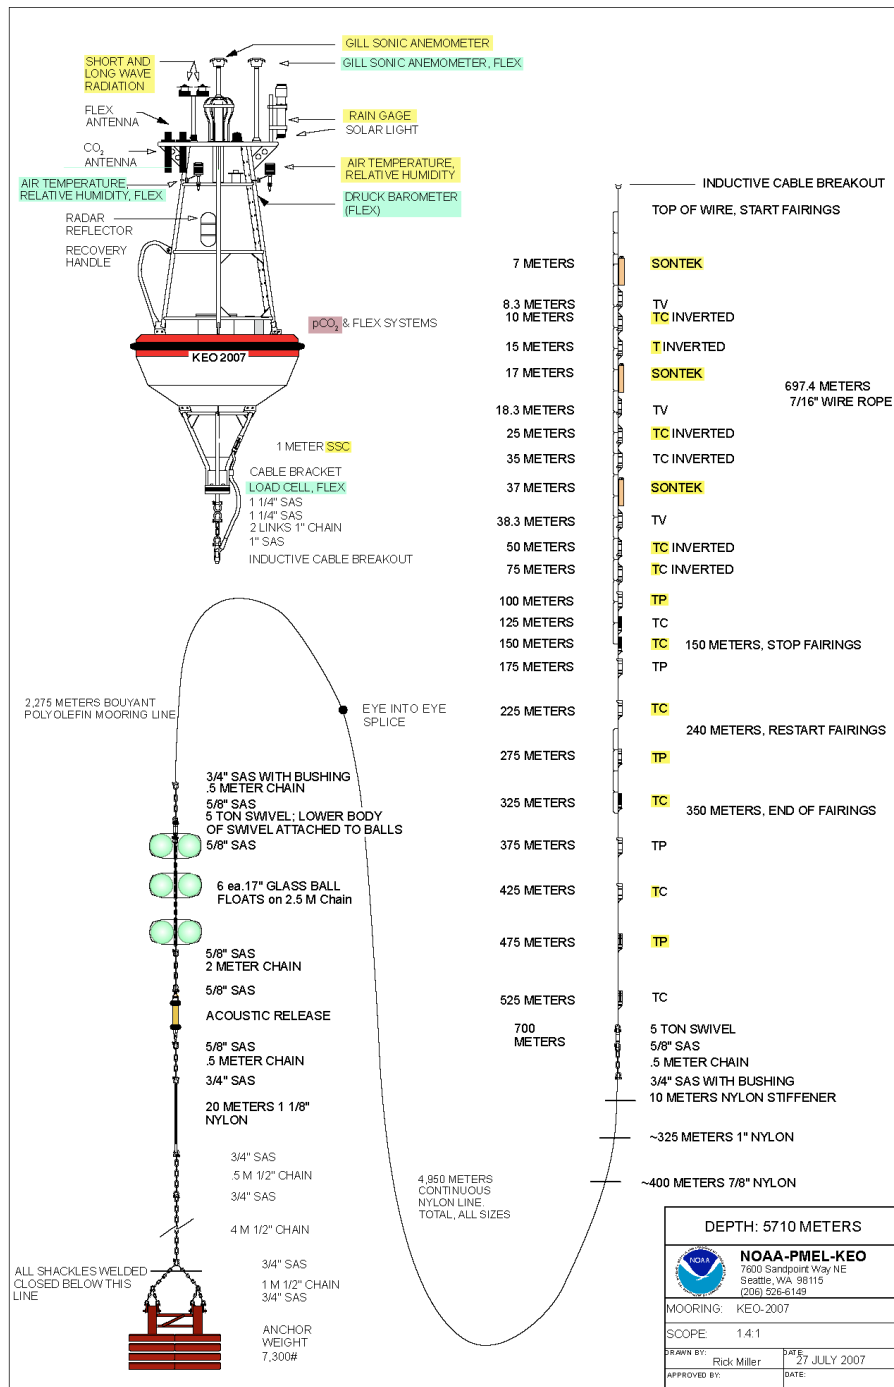 GILL SONIC ANEMOMETER
GILL SONIC ANEMOMETER, FLEX
SHORT AND
LONG WAVE
RADIATION
FLEX
ANTENNA
RAIN GAGE
SOLAR LIGHT
CO2
ANTENNA
AIR TEMPERATURE,
RELATIVE HUMIDITY
AIR TEMPERATURE,
RELATIVE HUMIDITY, FLEX
DRUCK BAROMETER
(FLEX)
RADAR
REFLECTOR
RECOVERY
HANDLE
pCO2 & FLEX SYSTEMS
KEO 2007
1 METER SSC
CABLE BRACKET
LOAD CELL, FLEX
1 1/4" SAS
1 1/4" SAS
2 LINKS 1" CHAIN
1" SAS
INDUCTIVE CABLE BREAKOUT
INDUCTIVE CABLE BREAKOUT
TOP OF WIRE, START FAIRINGS
7 METERS SONTEK
8.3 METERS TV
10 METERS TC INVERTED
15 METERS T INVERTED
17 METERS SONTEK
697.4 METERS
7/16" WIRE ROPE
18.3 METERS TV
25 METERS TC INVERTED
35 METERS TC INVERTED
37 METERS SONTEK
38.3 METERS TV
50 METERS TC INVERTED
75 METERS TC INVERTED
100 METERS TP
125 METERS TC
150 METERS TC 150 METERS, STOP FAIRINGS
175 METERS TP
225 METERS TC
240 METERS, RESTART FAIRINGS
275 METERS TP
325 METERS TC
350 METERS, END OF FAIRINGS
375 METERS TP
425 METERS TC
475 METERS TP
525 METERS TC
700
METERS
5 TON SWIVEL
5/8" SAS
.5 METER CHAIN
3/4" SAS WITH BUSHING
10 METERS NYLON STIFFENER
~325 METERS 1" NYLON
~400 METERS 7/8" NYLON
2,275 METERS BOUYANT
POLYOLEFIN MOORING LINE
EYE INTO EYE
SPLICE
3/4" SAS WITH BUSHING
.5 METER CHAIN
5/8" SAS
5 TON SWIVEL; LOWER BODY
OF SWIVEL ATTACHED TO BALLS
5/8" SAS
6 ea.17" GLASS BALL
FLOATS on 2.5 M Chain
5/8" SAS
2 METER CHAIN
5/8" SAS
ACOUSTIC RELEASE
5/8" SAS
.5 METER CHAIN
3/4" SAS
20 METERS 1 1/8"
NYLON
3/4" SAS
.5 M 1/2" CHAIN
3/4" SAS
4 M 1/2" CHAIN
4,950 METERS
CONTINUOUS
NYLON LINE.
TOTAL, ALL SIZES
ALL SHACKLES WELDED
CLOSED BELOW THIS
LINE
3/4" SAS
1 M 1/2" CHAIN
3/4" SAS
ANCHOR
WEIGHT
7,300#
DEPTH: 5710 METERS
NOAA
NOAA-PMEL-KEO
7600 Sandpoint Way NE
Seattle, WA 98115
(206) 526-6149
MOORING: KEO-2007
SCOPE: 1.4:1
DRAWN BY: Rick Miller DATE: 27 JULY 2007
APPROVED BY: DATE: